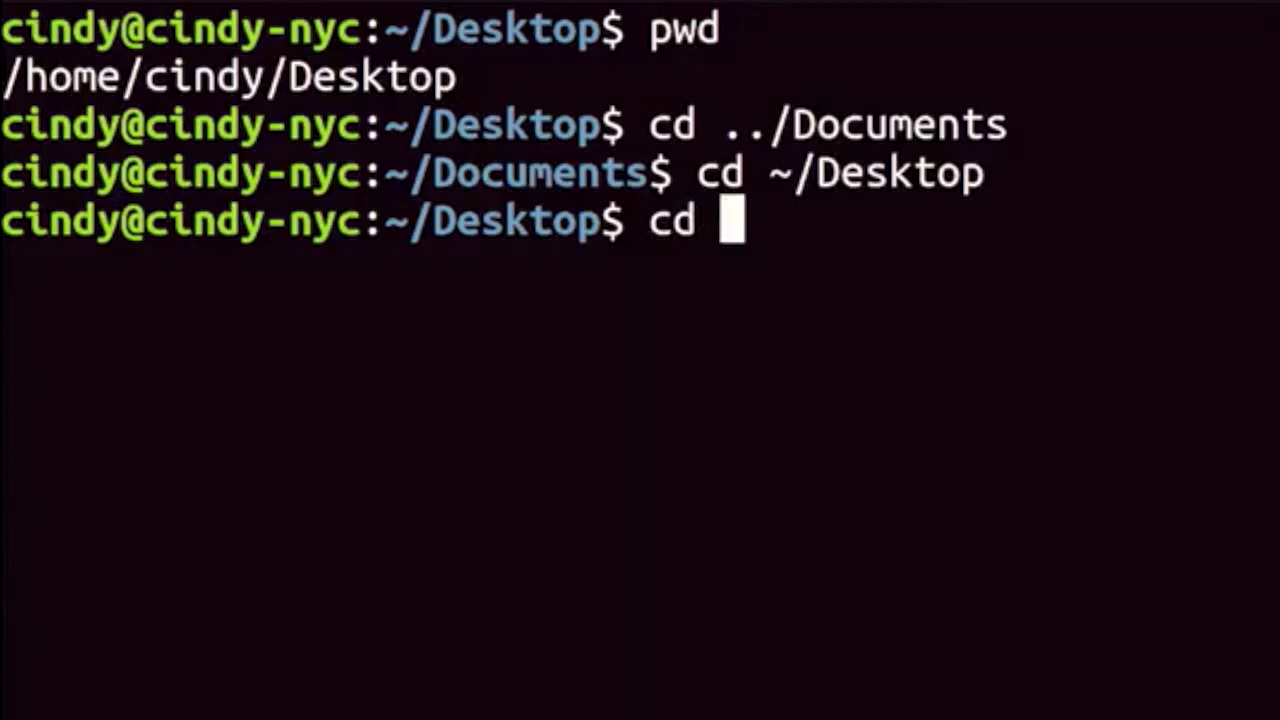 cindy@cindy-nyc:~/Desktop$ pwd
/home/cindy/Desktop
cindy@cindy-nyc:~/Desktop$ cd ../Documents
cindy@cindy-nyc:~/Documents$ cd ~/Desktop
cindy@cindy-nyc:~/Desktop$ cd